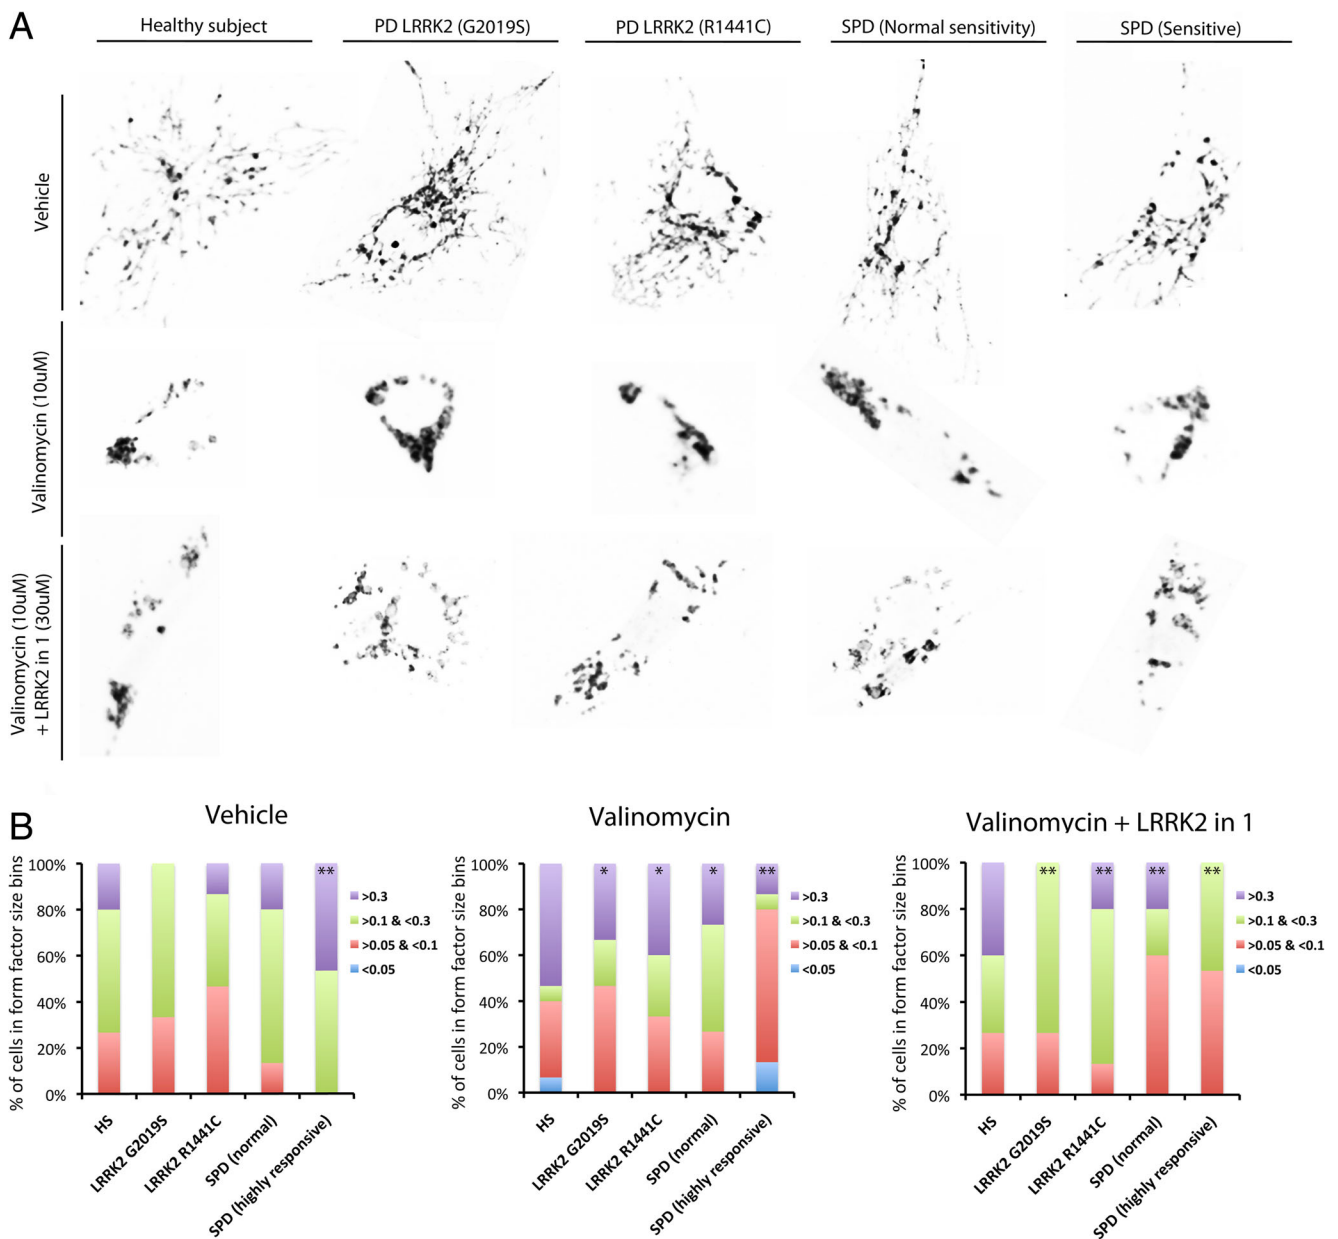 A
Healthy subject
PD LRRK2 (G2019S)
PD LRRK2 (R1441C)
SPD (Normal sensitivity)
SPD (Sensitive)
Vehicle
Valinomycin (10uM)
Valinomycin (10uM)
+ LRRK2 in 1 (30uM)
B
Vehicle
% of cells in form factor size bins
100%
80%
60%
40%
20%
0%
**
HS
LRRK2 G2019S
LRRK2 R1441C
SPD (normal)
SPD (highly responsive)
>0.3
>0.1 & <0.3
>0.05 & <0.1
<0.05
Valinomycin
% of cells in form factor size bins
100%
80%
60%
40%
20%
0%
* * * **
HS
LRRK2 G2019S
LRRK2 R1441C
SPD (normal)
SPD (highly responsive)
>0.3
>0.1 & <0.3
>0.05 & <0.1
<0.05
Valinomycin + LRRK2 in 1
% of cells in form factor size bins
100%
80%
60%
40%
20%
0%
** ** ** **
HS
LRRK2 G2019S
LRRK2 R1441C
SPD (normal)
SPD (highly responsive)
>0.3
>0.1 & <0.3
>0.05 & <0.1
<0.05